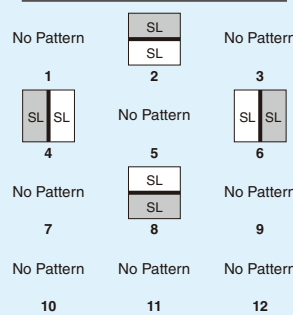 SL
No Pattern No Pattern
SL
1 2 3
SL SL No Pattern SL SL
4 5 6
SL
No Pattern No Pattern
SL
7 8 9
No Pattern No Pattern No Pattern
10 11 12